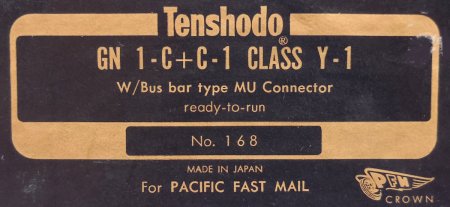 Tenshodo®
GN 1-C+C-1 CLASS Y-1
W/Bus bar type MU Connector
ready-to-run
No. 168
MADE IN JAPAN
For PACIFIC FAST MAIL
PFM
CROWN